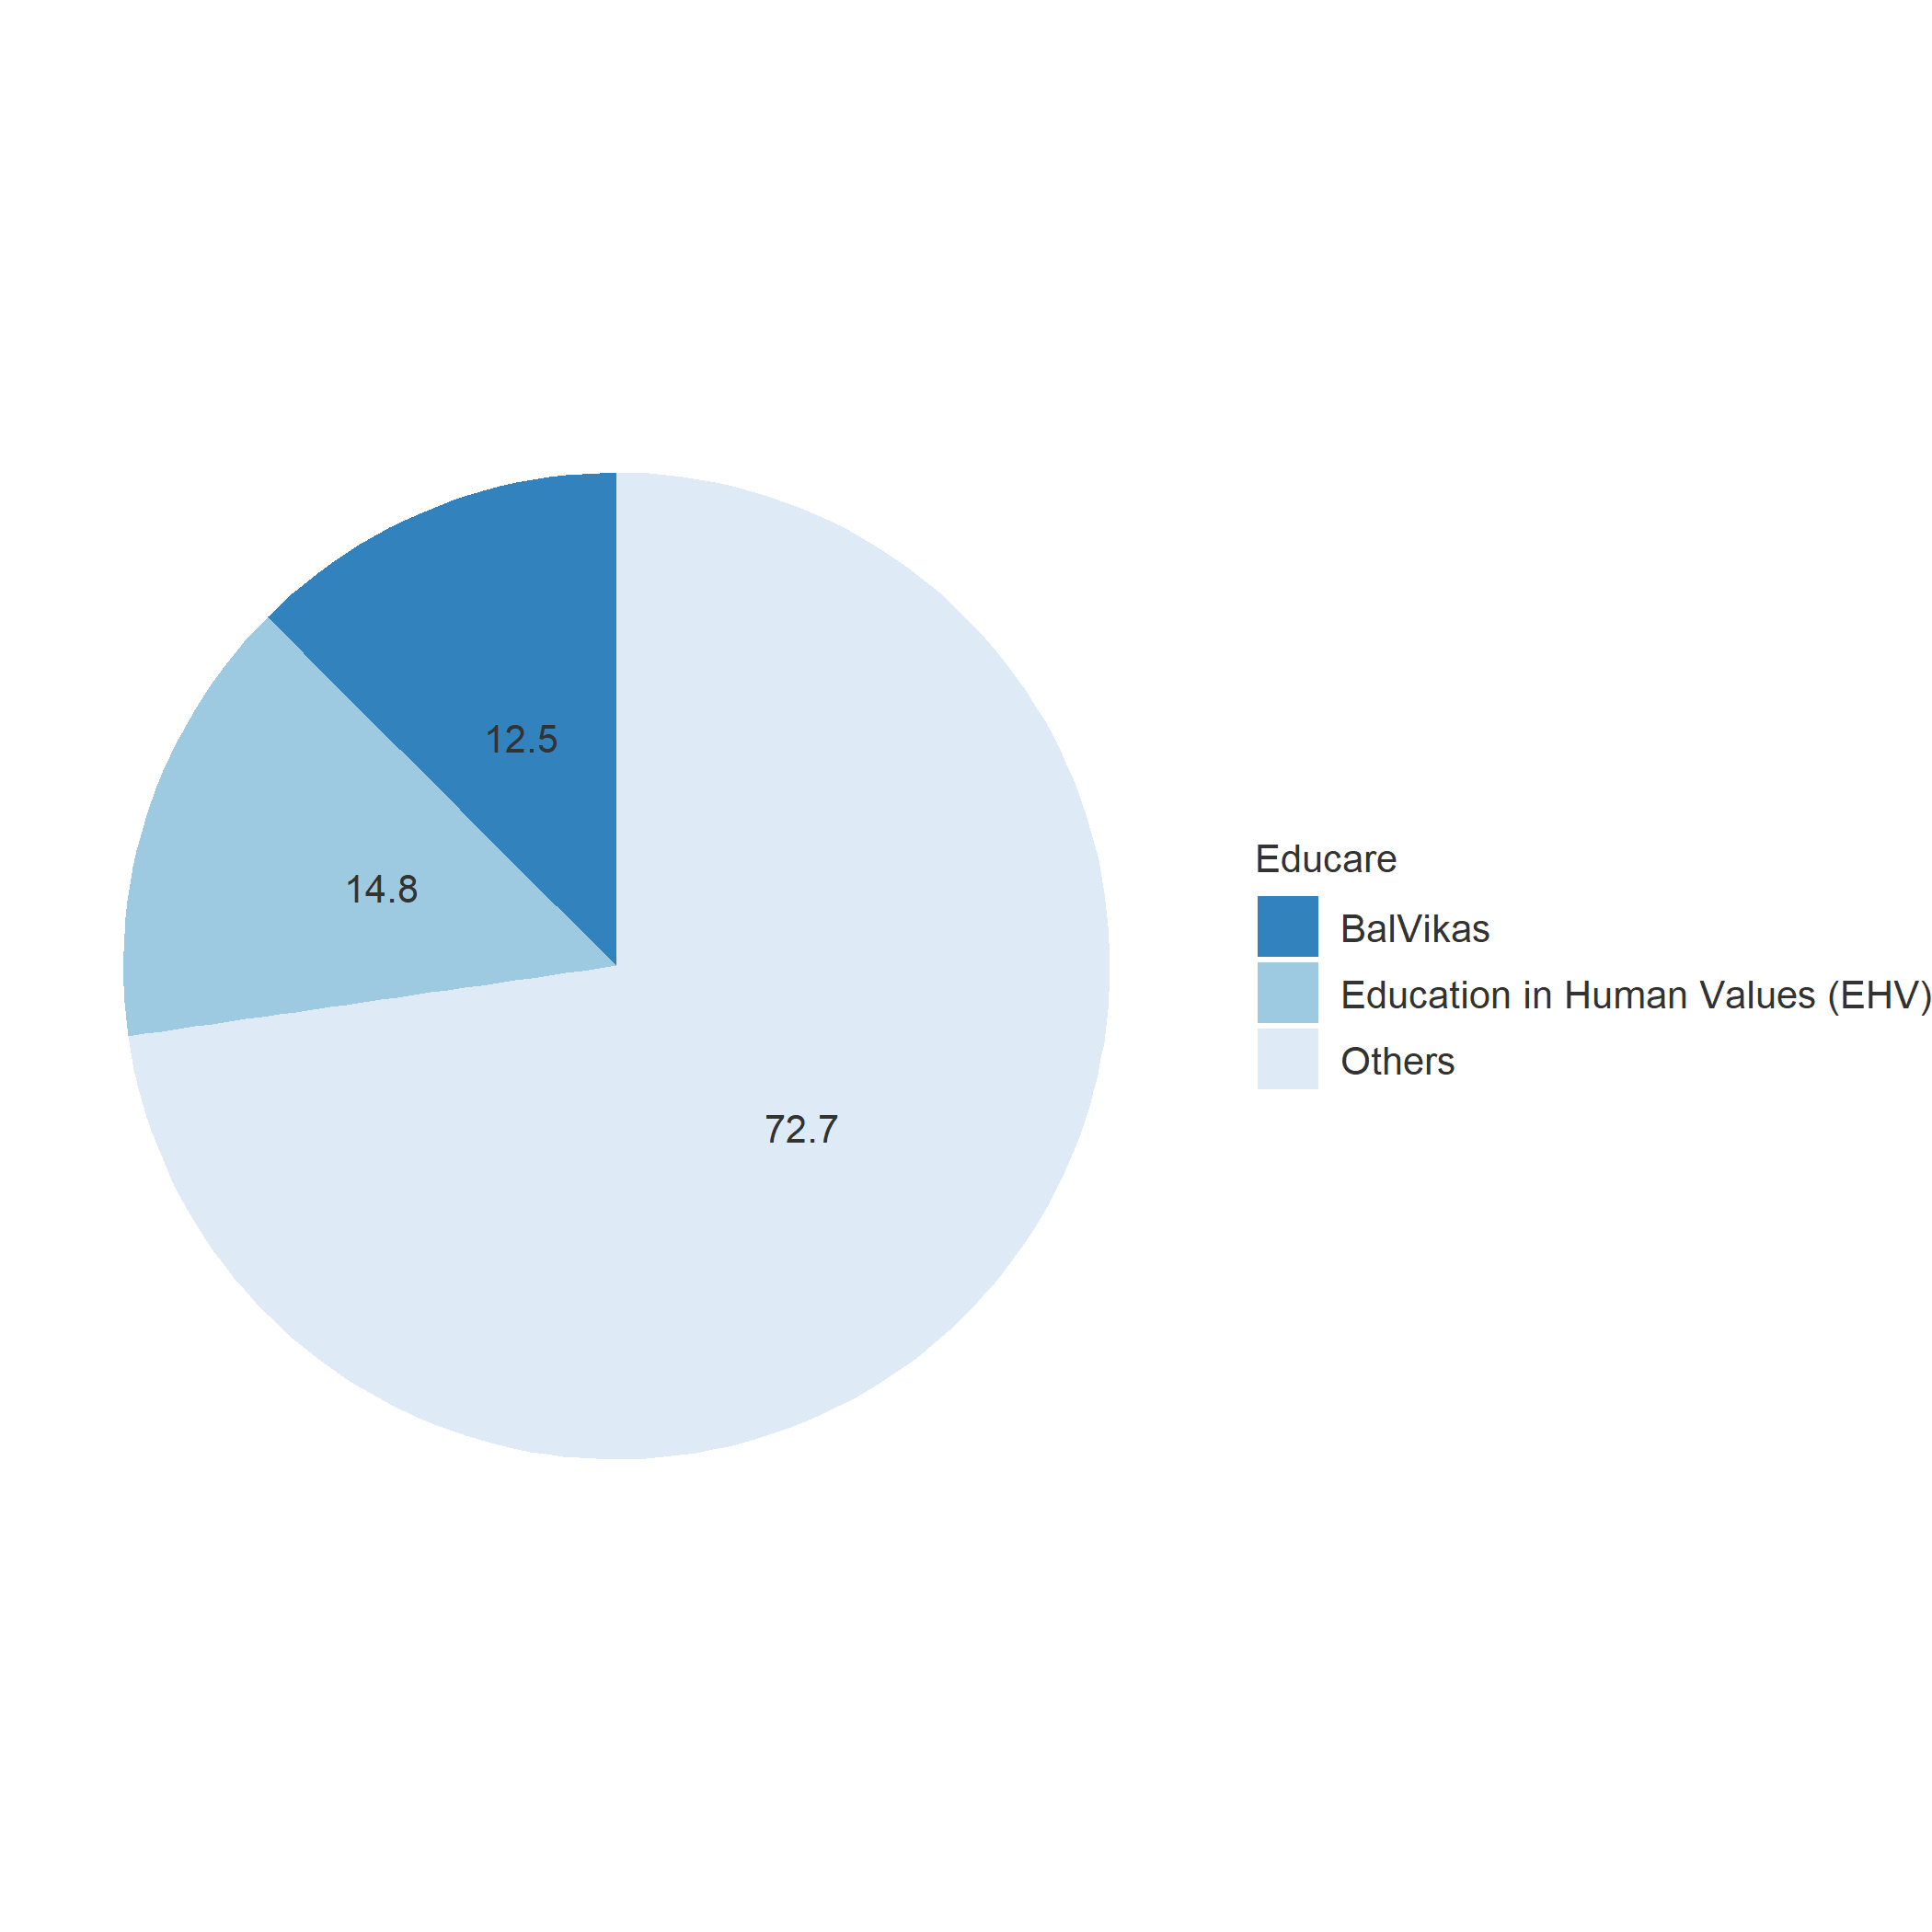 12.5
14.8
72.7
Educare
BalVikas
Education in Human Values (EHV)
Others